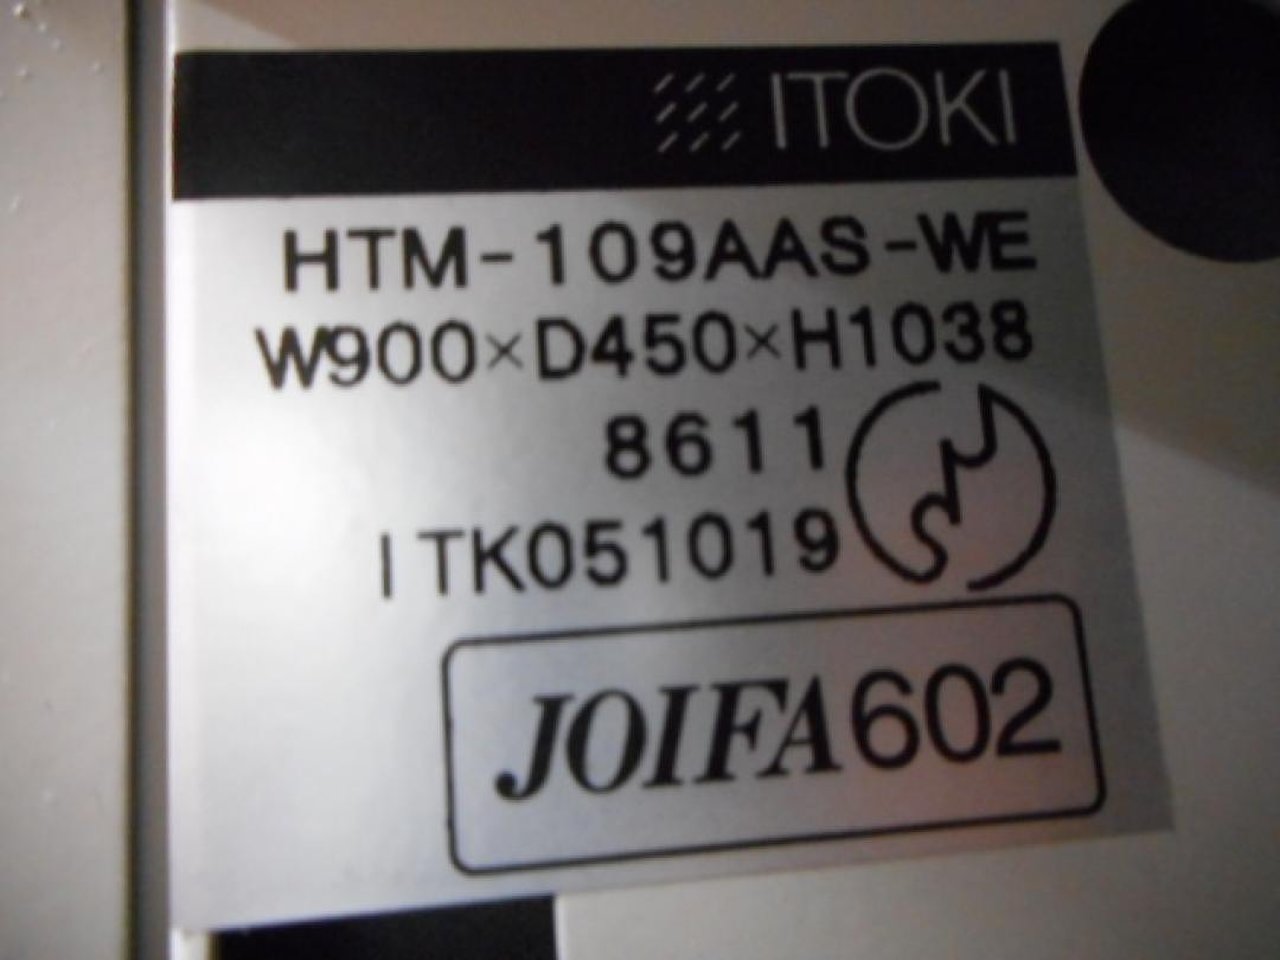 ITOKI
HTM-109AAS-WE
W900×D450×H1038
8611
ITK051019
JOIFA602